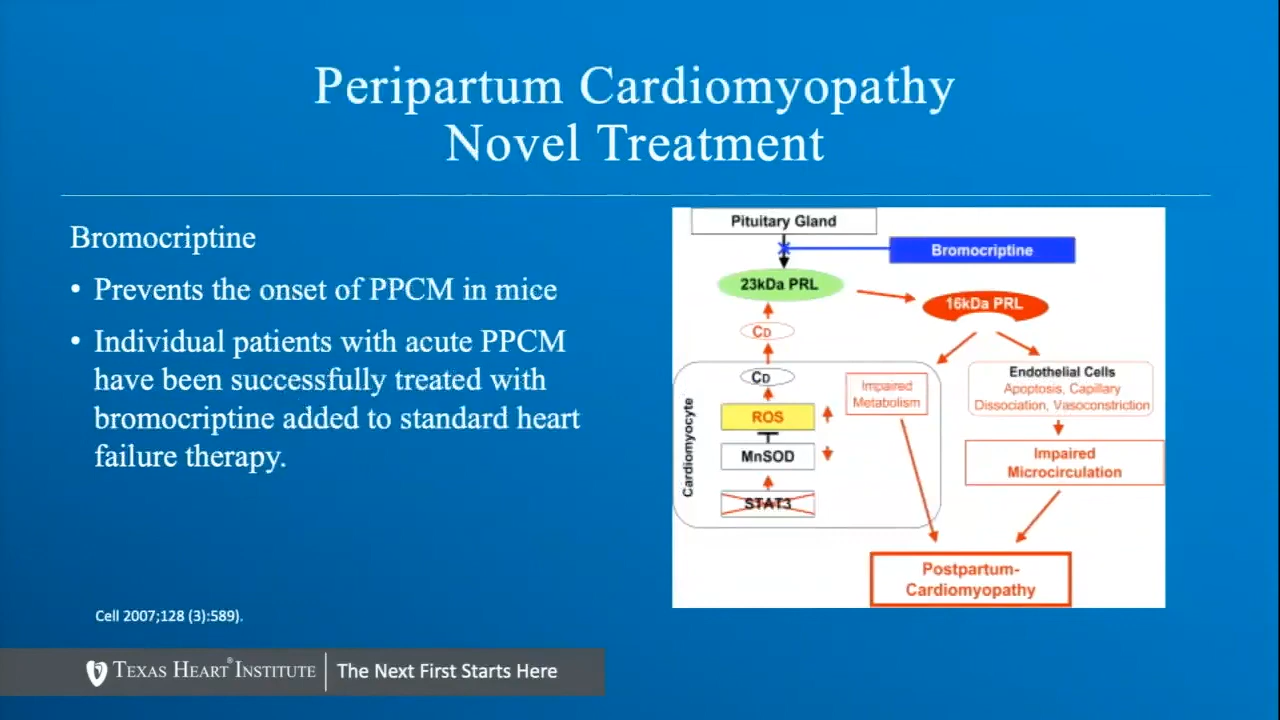 Peripartum Cardiomyopathy
Novel Treatment
Bromocriptine
• Prevents the onset of PPCM in mice
• Individual patients with acute PPCM
have been successfully treated with
bromocriptine added to standard heart
failure therapy.
Cell 2007;128 (3):589).
Pituitary Gland
Bromocriptine
23kDa PRL
16kDa PRL
CD
CD
ROS
MnSOD
STAT3
Cardiomyocyte
Impaired
Metabolism
Endothelial Cells
Apoptosis, Capillary
Dissociation, Vasoconstriction
Impaired
Microcirculation
Postpartum-
Cardiomyopathy
TEXAS HEART® INSTITUTE
The Next First Starts Here